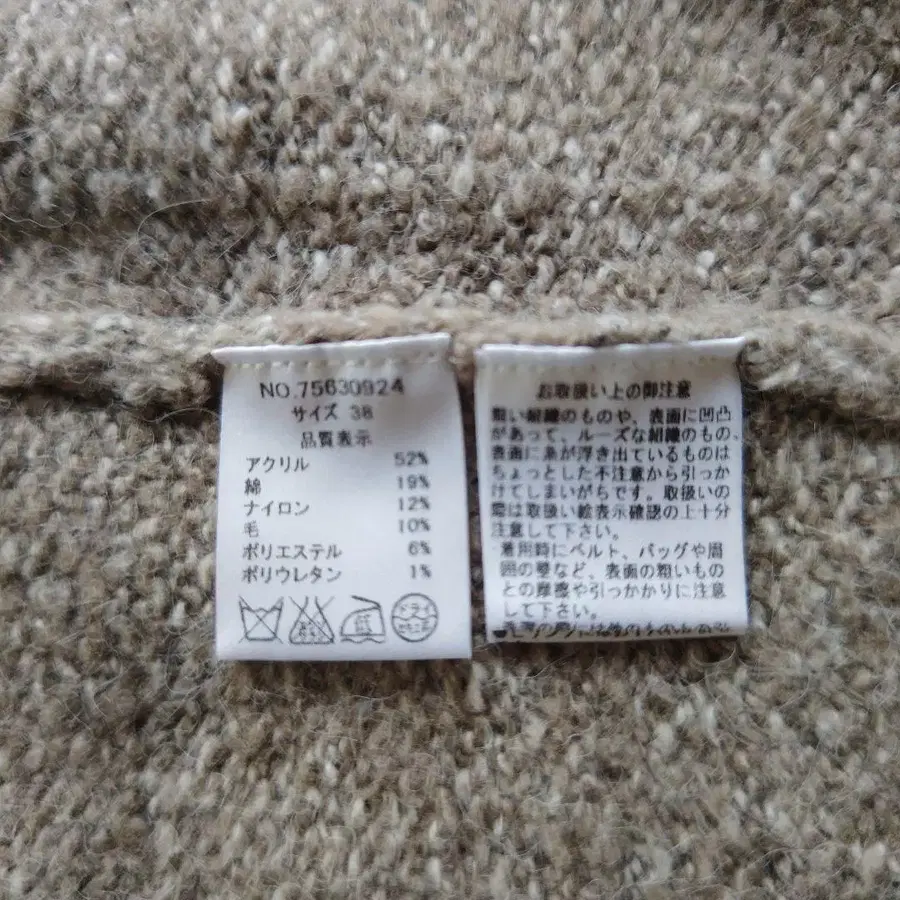 NO.75630924
サイズ 38
品質表示
アクリル 52%
綿 19%
ナイロン 12%
毛 10%
ポリエステル 6%
ポリウレタン 1%
低
ドライ
お取扱い上の御注意
粗い組織のものや、表面に凹凸
があって、ルーズな組織のもの、
表面に糸が浮き出ているものは
ちょっとした不注意から引っか
けてしまいがちです。取扱いの
際は取扱い絵表示確認の上十分
注意して下さい。
着用時にベルト、バッグや周
囲の壁など、表面の粗いもの
との摩擦や引っかかりに注意
して下さい。